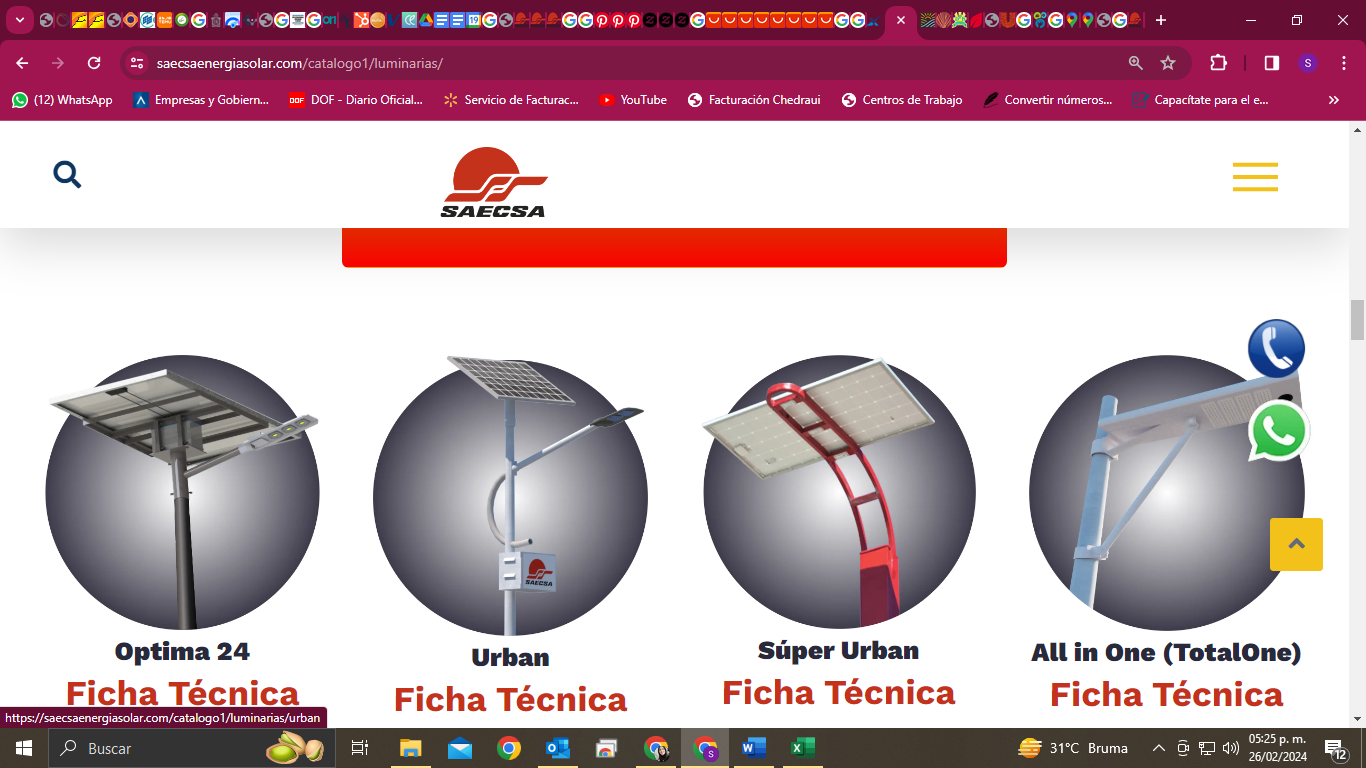 saecsaenergiasolar.com/catalogo1/luminarias/
S
(12) WhatsApp
Empresas y Gobiern...
DOF - Diario Oficial...
Servicio de Facturac...
YouTube
Facturación Chedraui
Centros de Trabajo
Convertir números...
Capacítate para el e...
SAECSA
SAECSA
Optima 24
Urban
Súper Urban
All in One (TotalOne)
Ficha Técnica
Ficha Técnica
Ficha Técnica
Ficha Técnica
https://saecsaenergiasolar.com/catalogo1/luminarias/urban
Buscar
31°C Bruma
05:25 p. m.
26/02/2024
12